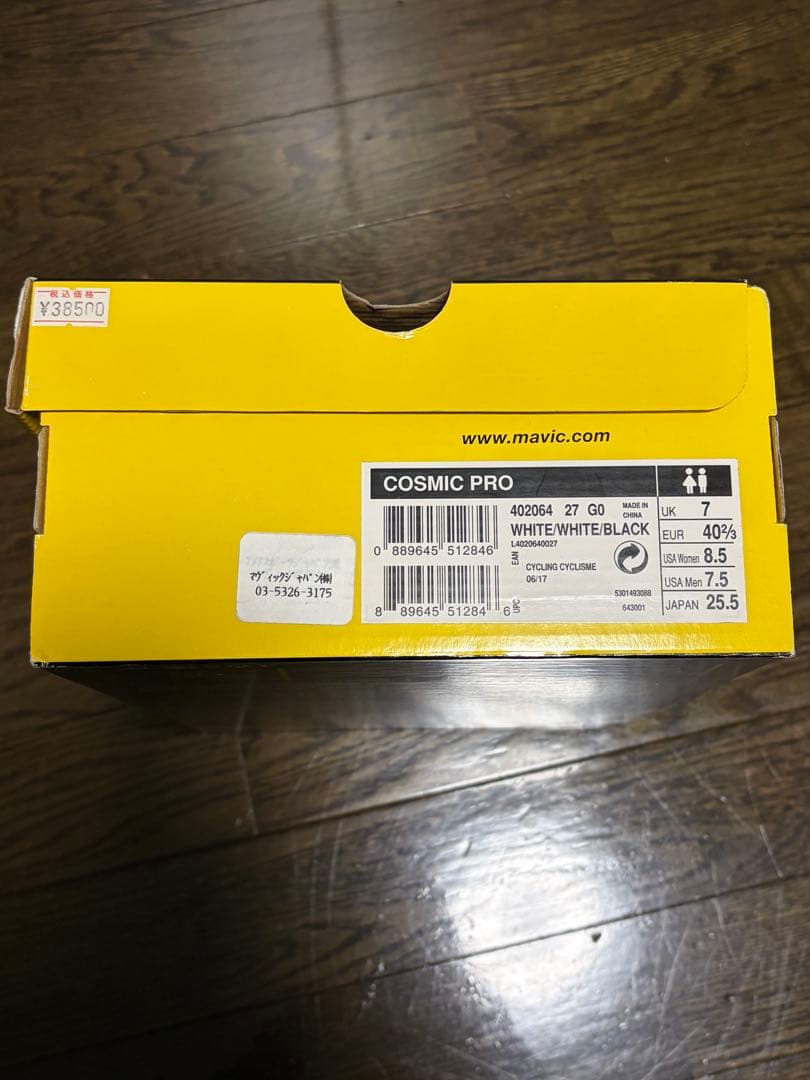 税込価格
¥38500
www.mavic.com
COSMIC PRO
402064 27 G0
MADE IN
CHINA
WHITE/WHITE/BLACK
L4020640027
0 889645 512846
EAN
CYCLING CYCLISME
06/17
8 89645 51284 6
UPC
5301493088
643001
UK 7
EUR 40⅔
USA Women 8.5
USA Men 7.5
JAPAN 25.5
マヴィックジャパン(株)
03-5326-3175